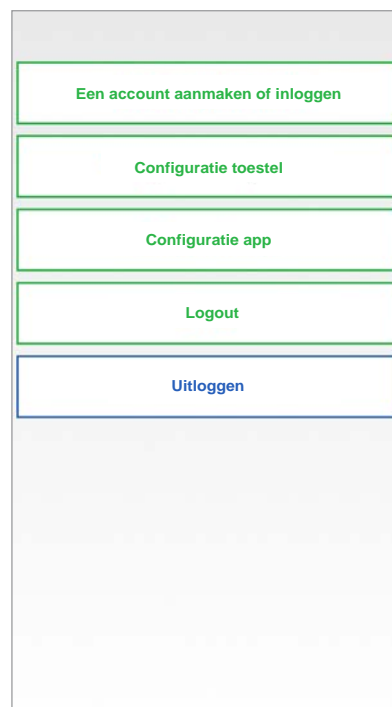 Een account aanmaken of inloggen
Configuratie toestel
Configuratie app
Logout
Uitloggen